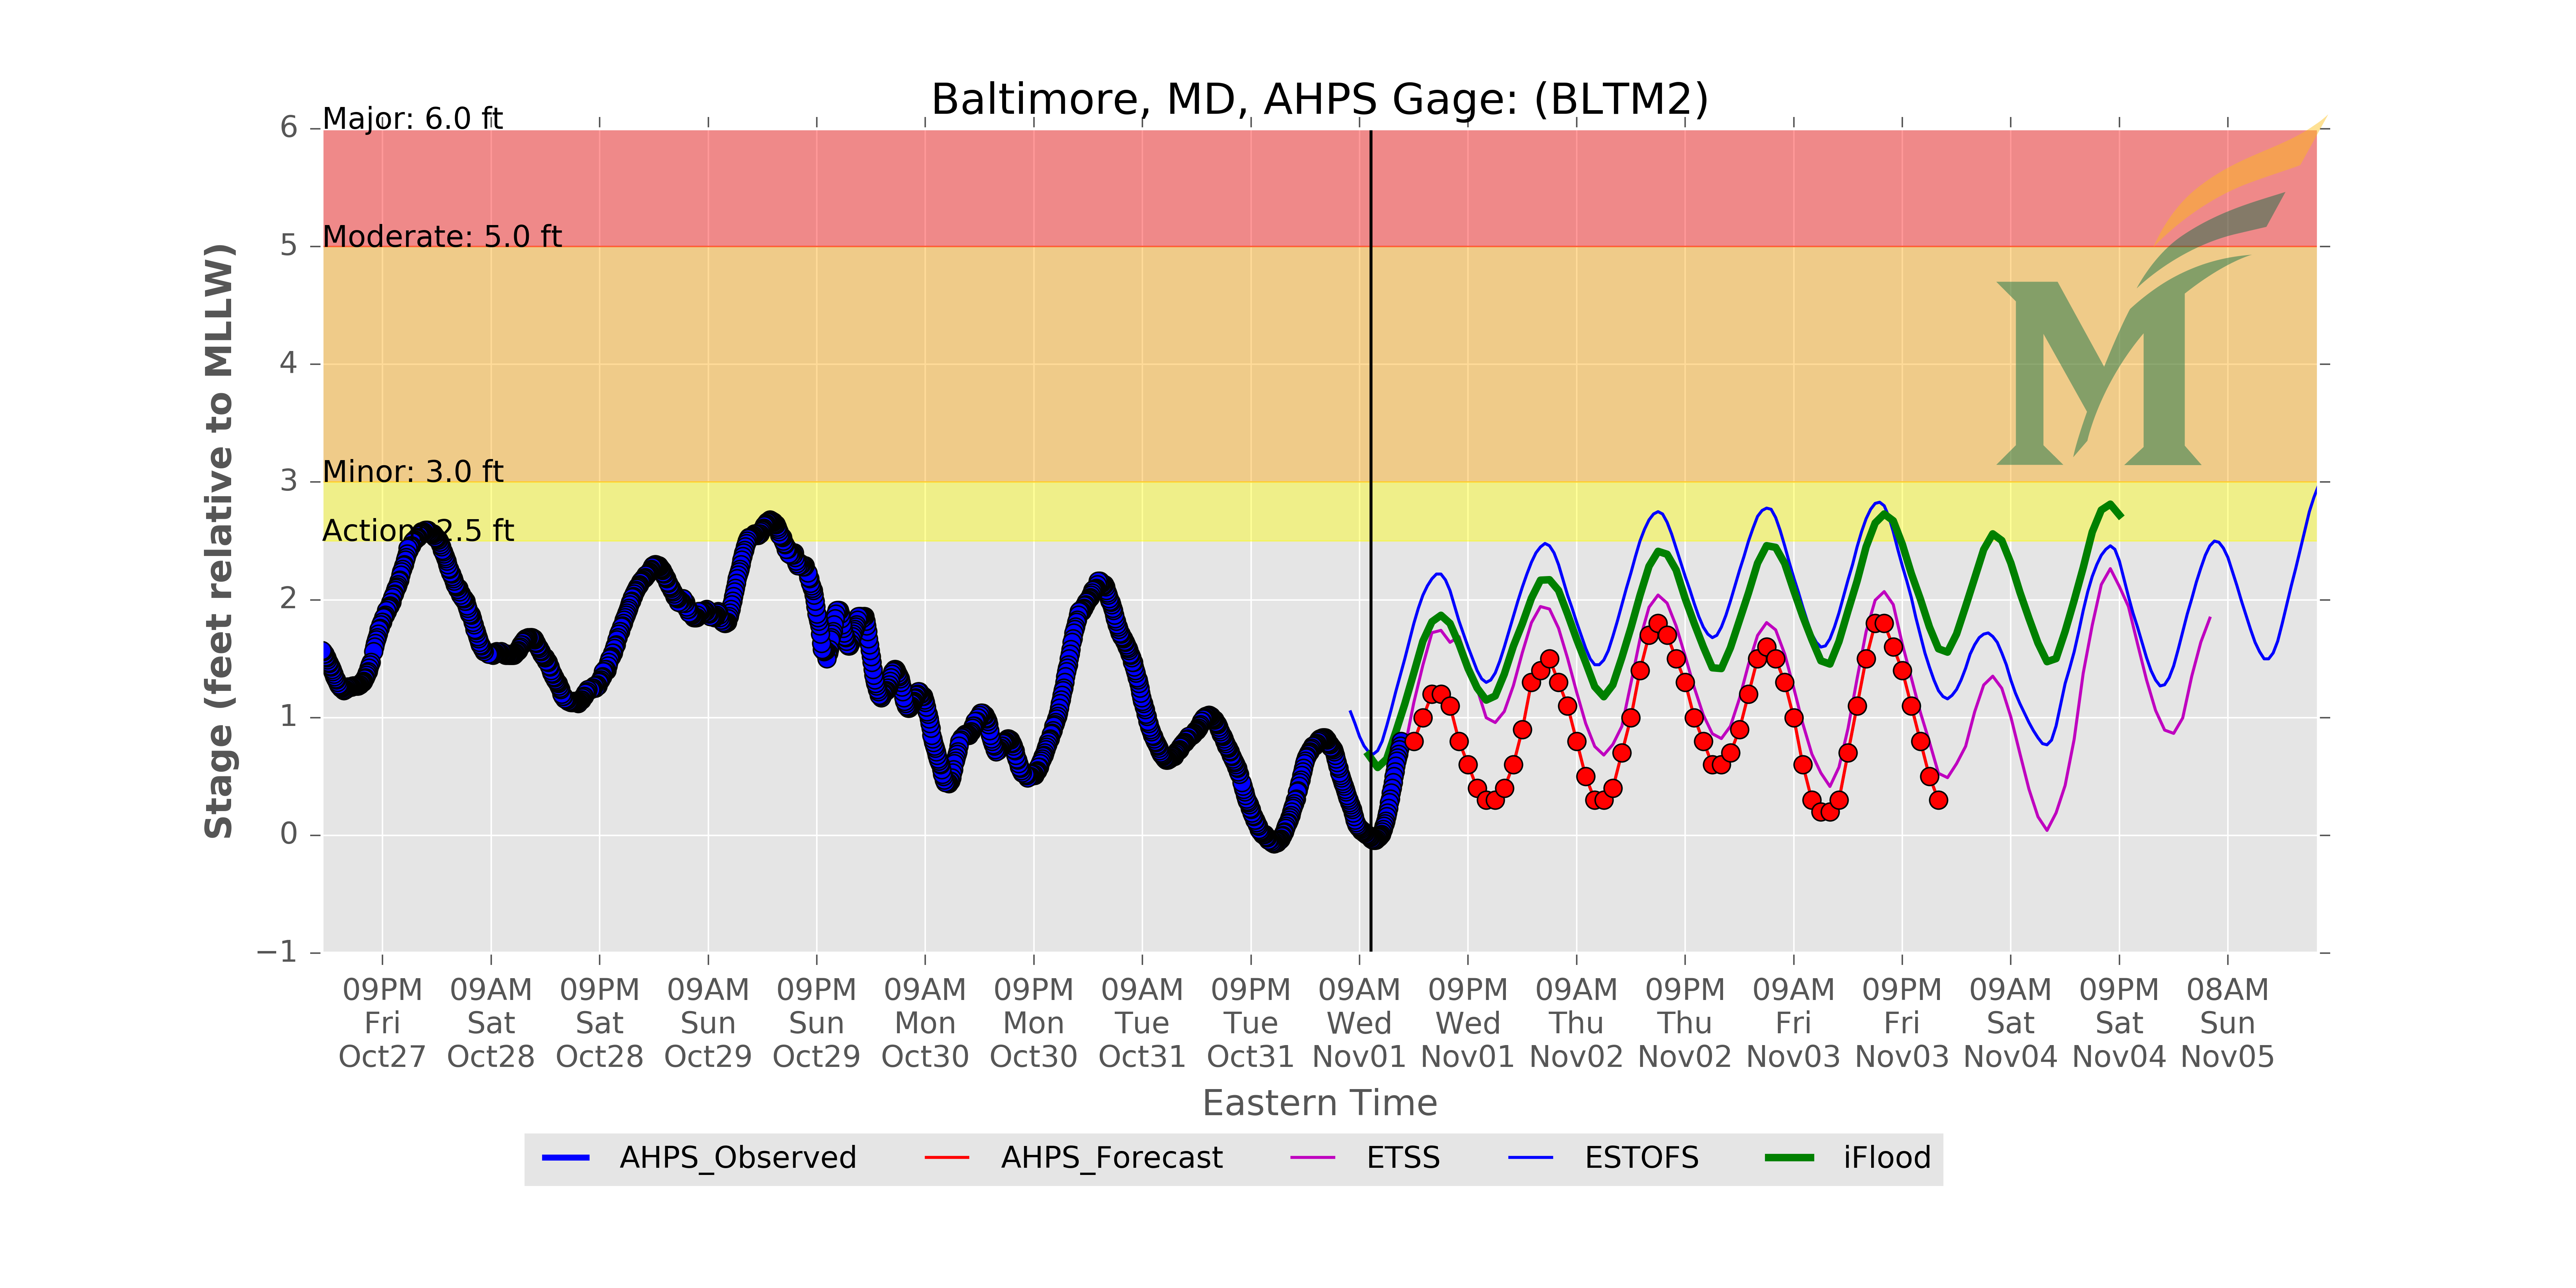 Baltimore, MD, AHPS Gage: (BLTM2)
Major: 6.0 ft
Moderate: 5.0 ft
Minor: 3.0 ft
Action: 2.5 ft
6
5
4
3
2
1
0
−1
Stage (feet relative to MLLW)
M
09PM 09AM 09PM 09AM 09PM 09AM 09PM 09AM 09PM 09AM 09PM 09AM 09PM 09AM 09PM 09AM 09PM 08AM
Fri Sat Sat Sun Sun Mon Mon Tue Tue Wed Wed Thu Thu Fri Fri Sat Sat Sun
Oct27 Oct28 Oct28 Oct29 Oct29 Oct30 Oct30 Oct31 Oct31 Nov01 Nov01 Nov02 Nov02 Nov03 Nov03 Nov04 Nov04 Nov05
Eastern Time
AHPS_Observed AHPS_Forecast ETSS ESTOFS iFlood